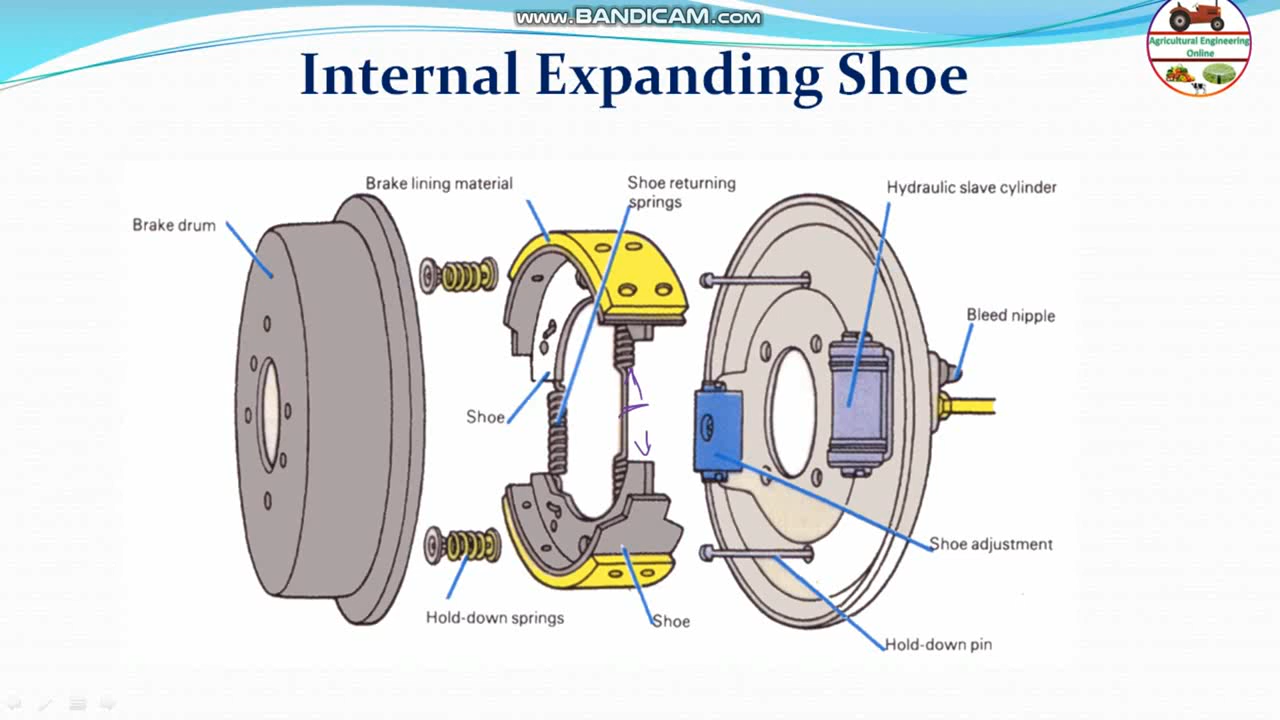 www.BANDICAM.com
Agricultural Engineering
Online
Internal Expanding Shoe
Brake lining material
Shoe returning
springs
Hydraulic slave cylinder
Brake drum
Bleed nipple
Shoe
Shoe adjustment
Hold-down springs
Shoe
Hold-down pin